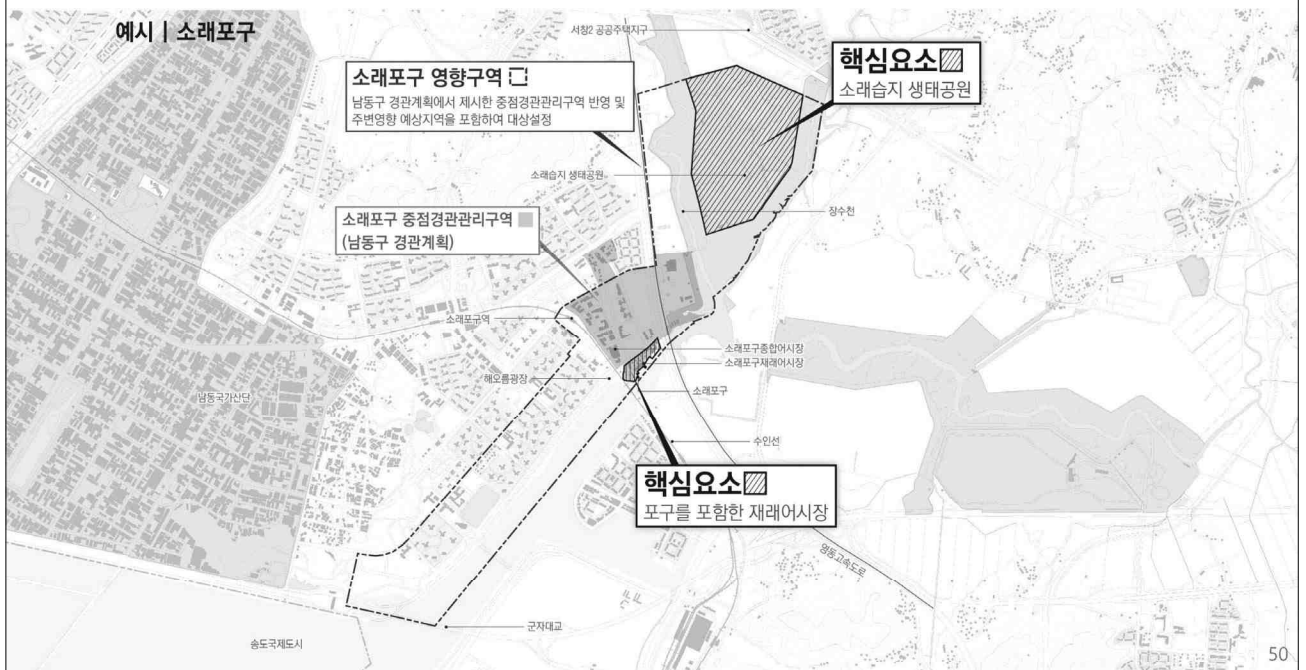 예시 | 소래포구
서창2 공공주택지구
핵심요소
소래습지 생태공원
소래포구 영향구역
남동구 경관계획에서 제시한 중점경관관리구역 반영 및
주변영향 예상지역을 포함하여 대상설정
소래습지 생태공원
장수천
소래포구 중점경관관리구역
(남동구 경관계획)
소래포구역
소래포구종합어시장
소래포구재래어시장
해오름광장
소래포구
남동국가산단
수인선
핵심요소
포구를 포함한 재래어시장
영동고속도로
군자대교
송도국제도시
50